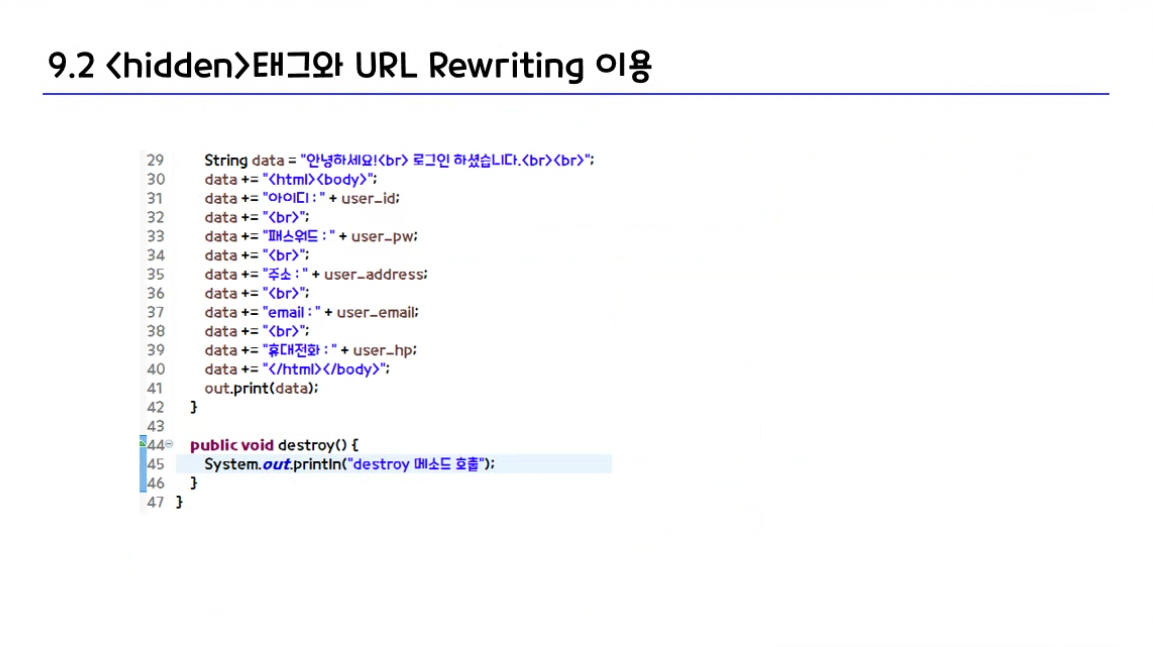 9.2 <hidden>태그와 URL Rewriting 이용
29 String data = "안녕하세요!<br> 로그인 하셨습니다.<br><br>";
30 data += "<html><body>";
31 data += "아이디 : " + user_id;
32 data += "<br>";
33 data += "패스워드 : " + user_pw;
34 data += "<br>";
35 data += "주소 : " + user_address;
36 data += "<br>";
37 data += "email : " + user_email;
38 data += "<br>";
39 data += "휴대전화 : " + user_hp;
40 data += "</html></body>";
41 out.print(data);
42 }
43
44 public void destroy() {
45 System.out.println("destroy 메소드 호출");
46 }
47 }